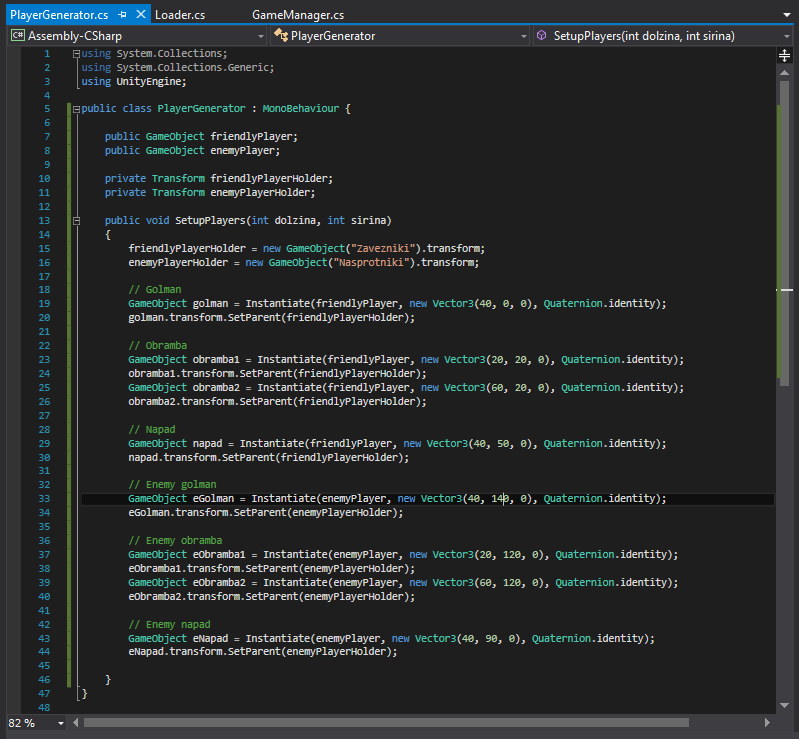 PlayerGenerator.cs Loader.cs GameManager.cs
C# Assembly-CSharp PlayerGenerator SetupPlayers(int dolzina, int sirina)
1 using System.Collections;
2 using System.Collections.Generic;
3 using UnityEngine;
4
5 public class PlayerGenerator : MonoBehaviour {
6
7 public GameObject friendlyPlayer;
8 public GameObject enemyPlayer;
9
10 private Transform friendlyPlayerHolder;
11 private Transform enemyPlayerHolder;
12
13 public void SetupPlayers(int dolzina, int sirina)
14 {
15 friendlyPlayerHolder = new GameObject("Zavezniki").transform;
16 enemyPlayerHolder = new GameObject("Nasprotniki").transform;
17
18 // Golman
19 GameObject golman = Instantiate(friendlyPlayer, new Vector3(40, 0, 0), Quaternion.identity);
20 golman.transform.SetParent(friendlyPlayerHolder);
21
22 // Obramba
23 GameObject obramba1 = Instantiate(friendlyPlayer, new Vector3(20, 20, 0), Quaternion.identity);
24 obramba1.transform.SetParent(friendlyPlayerHolder);
25 GameObject obramba2 = Instantiate(friendlyPlayer, new Vector3(60, 20, 0), Quaternion.identity);
26 obramba2.transform.SetParent(friendlyPlayerHolder);
27
28 // Napad
29 GameObject napad = Instantiate(friendlyPlayer, new Vector3(40, 50, 0), Quaternion.identity);
30 napad.transform.SetParent(friendlyPlayerHolder);
31
32 // Enemy golman
33 GameObject eGolman = Instantiate(enemyPlayer, new Vector3(40, 140, 0), Quaternion.identity);
34 eGolman.transform.SetParent(enemyPlayerHolder);
35
36 // Enemy obramba
37 GameObject eObramba1 = Instantiate(enemyPlayer, new Vector3(20, 120, 0), Quaternion.identity);
38 eObramba1.transform.SetParent(enemyPlayerHolder);
39 GameObject eObramba2 = Instantiate(enemyPlayer, new Vector3(60, 120, 0), Quaternion.identity);
40 eObramba2.transform.SetParent(enemyPlayerHolder);
41
42 // Enemy napad
43 GameObject eNapad = Instantiate(enemyPlayer, new Vector3(40, 90, 0), Quaternion.identity);
44 eNapad.transform.SetParent(enemyPlayerHolder);
45
46 }
47 }
48
82 %